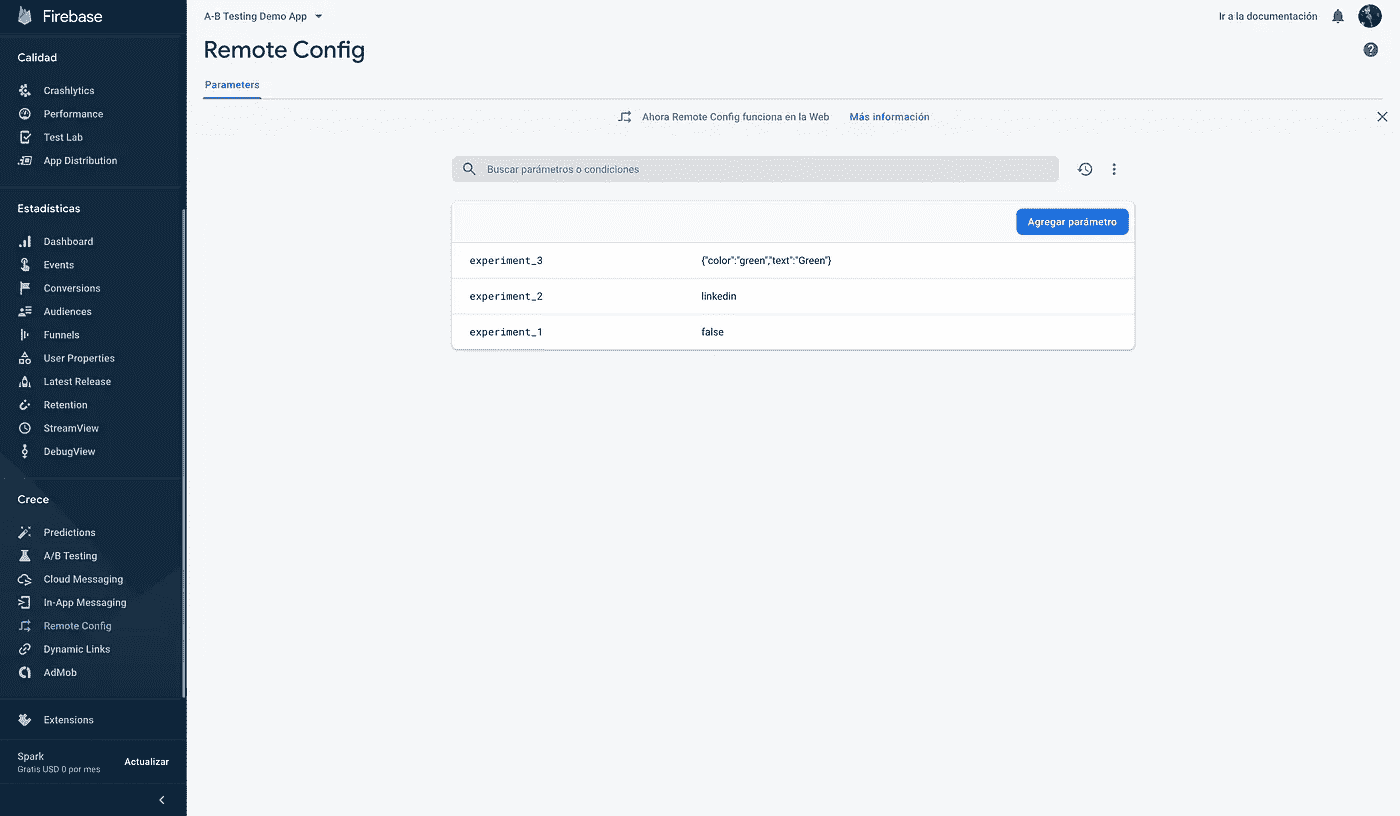 Firebase
Calidad
Crashlytics
Performance
Test Lab
App Distribution
Estadísticas
Dashboard
Events
Conversions
Audiences
Funnels
User Properties
Latest Release
Retention
StreamView
DebugView
Crece
Predictions
A/B Testing
Cloud Messaging
In-App Messaging
Remote Config
Dynamic Links
AdMob
Extensions
Spark
Gratis USD 0 por mes
Actualizar
A-B Testing Demo App
Ir a la documentación
Remote Config
Parameters
Ahora Remote Config funciona en la Web Más información
Buscar parámetros o condiciones
Agregar parámetro
experiment_3 {"color":"green","text":"Green"}
experiment_2 linkedin
experiment_1 false